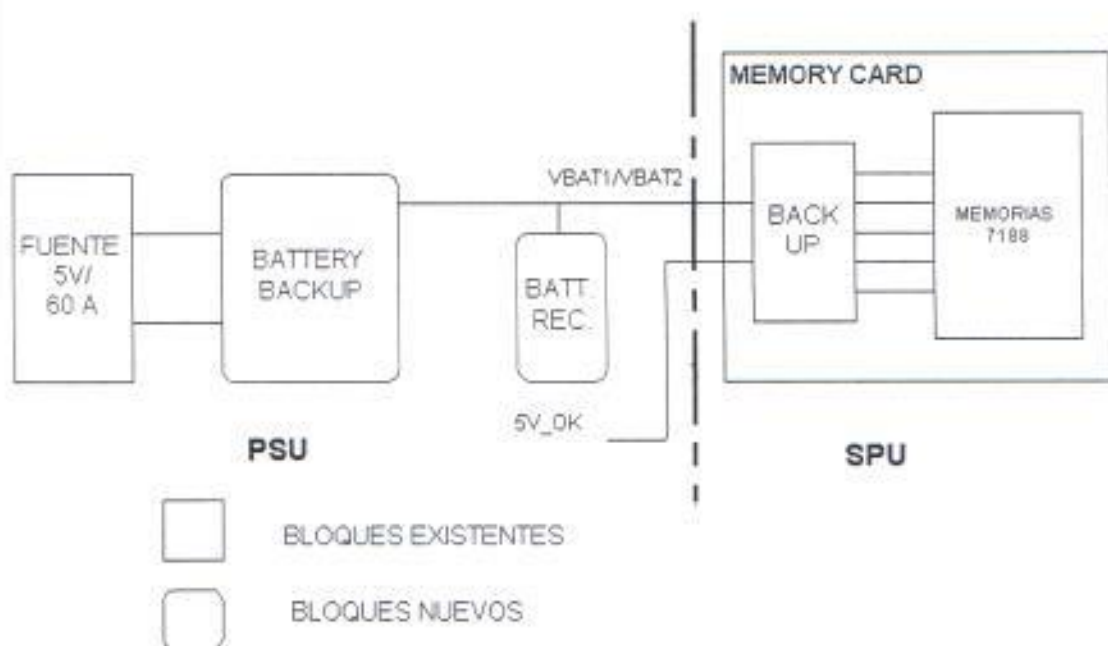 MEMORY CARD
VBAT1/VBAT2
FUENTE
5V/
60 A
BATTERY
BACKUP
BATT.
REC.
BACK
UP
MEMORIAS
7188
5V_OK
PSU
SPU
BLOQUES EXISTENTES
BLOQUES NUEVOS